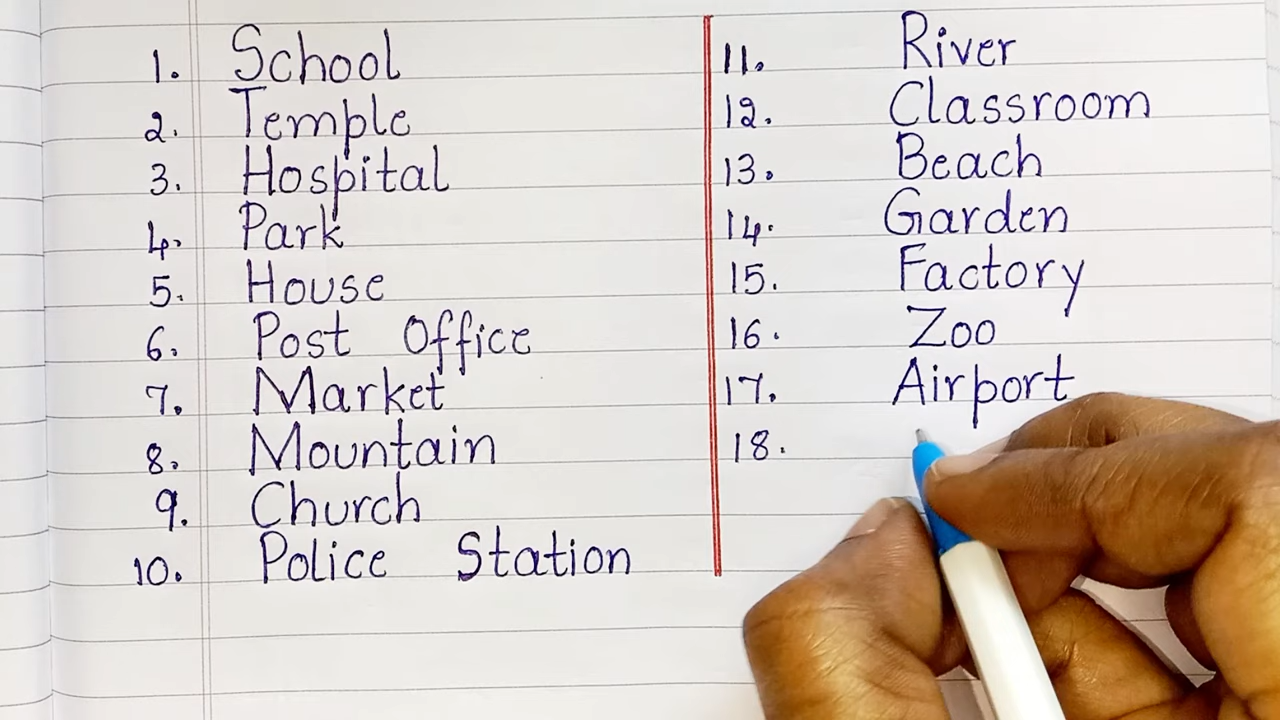 1. School
2. Temple
3. Hospital
4. Park
5. House
6. Post Office
7. Market
8. Mountain
9. Church
10. Police Station
11. River
12. Classroom
13. Beach
14. Garden
15. Factory
16. Zoo
17. Airport
18.